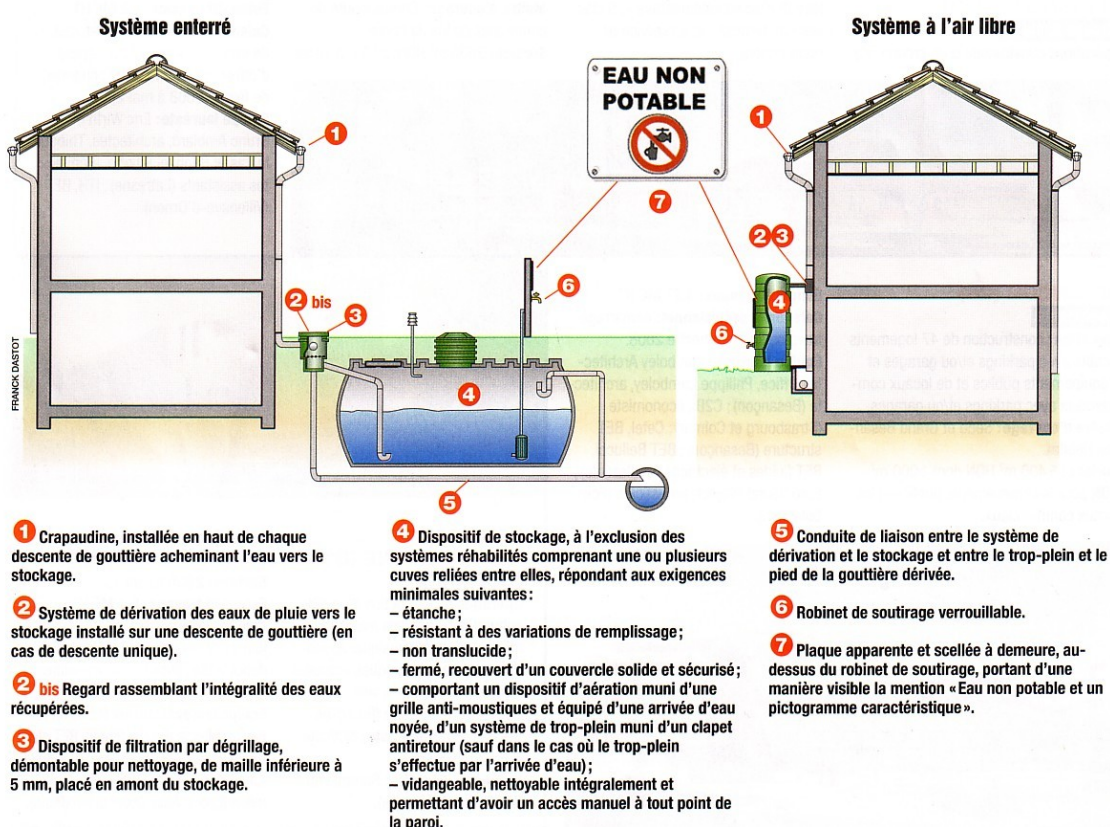 Système enterré
Système à l'air libre
EAU NON
POTABLE
1
1
7
2 3
6
2 bis
3
4
4
6
5
FRANCK DASTOT
1 Crapaudine, installée en haut de chaque
descente de gouttière acheminant l'eau vers le
stockage.
2 Système de dérivation des eaux de pluie vers le
stockage installé sur une descente de gouttière (en
cas de descente unique).
2 bis Regard rassemblant l'intégralité des eaux
récupérées.
3 Dispositif de filtration par dégrillage,
démontable pour nettoyage, de maille inférieure à
5 mm, placé en amont du stockage.
4 Dispositif de stockage, à l'exclusion des
systèmes réhabilités comprenant une ou plusieurs
cuves reliées entre elles, répondant aux exigences
minimales suivantes :
– étanche ;
– résistant à des variations de remplissage ;
– non translucide ;
– fermé, recouvert d'un couvercle solide et sécurisé ;
– comportant un dispositif d'aération muni d'une
grille anti-moustiques et équipé d'une arrivée d'eau
noyée, d'un système de trop-plein muni d'un clapet
antiretour (sauf dans le cas où le trop-plein
s'effectue par l'arrivée d'eau) ;
– vidangeable, nettoyable intégralement et
permettant d'avoir un accès manuel à tout point de
la paroi.
5 Conduite de liaison entre le système de
dérivation et le stockage et entre le trop-plein et le
pied de la gouttière dérivée.
6 Robinet de soutirage verrouillable.
7 Plaque apparente et scellée à demeure, au-
dessus du robinet de soutirage, portant d'une
manière visible la mention «Eau non potable et un
pictogramme caractéristique».